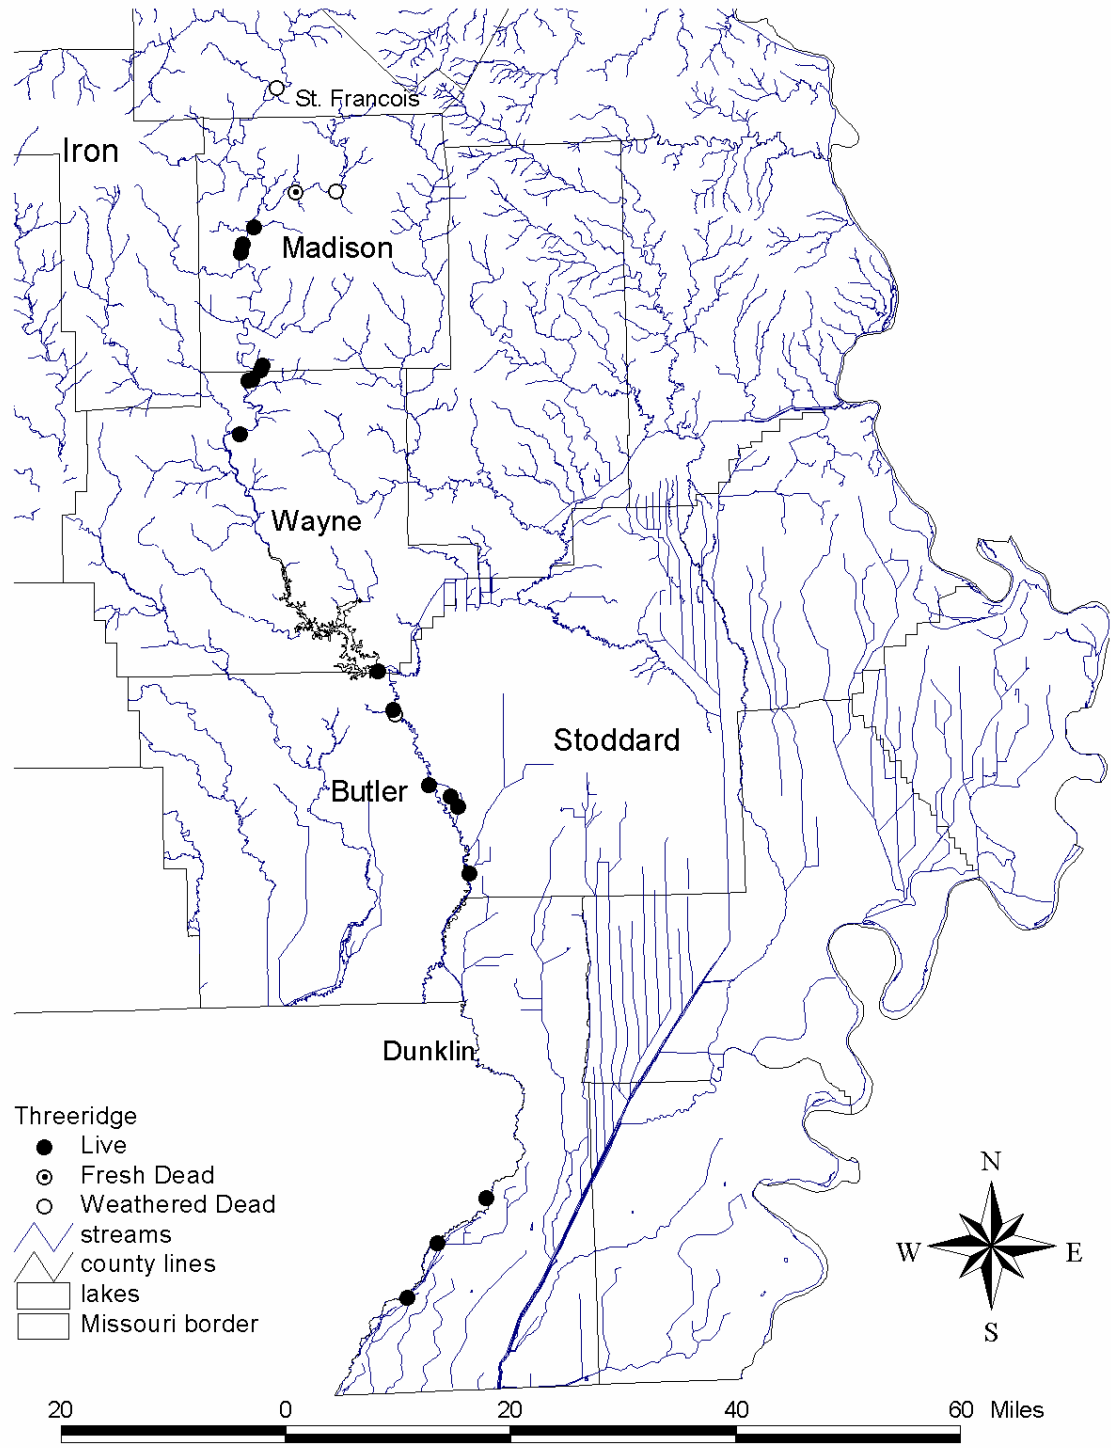 St. Francois
Iron
Madison
Wayne
Stoddard
Butler
Dunklin
Threeridge
Live
Fresh Dead
Weathered Dead
streams
county lines
lakes
Missouri border
N
W E
S
20 0 20 40 60 Miles